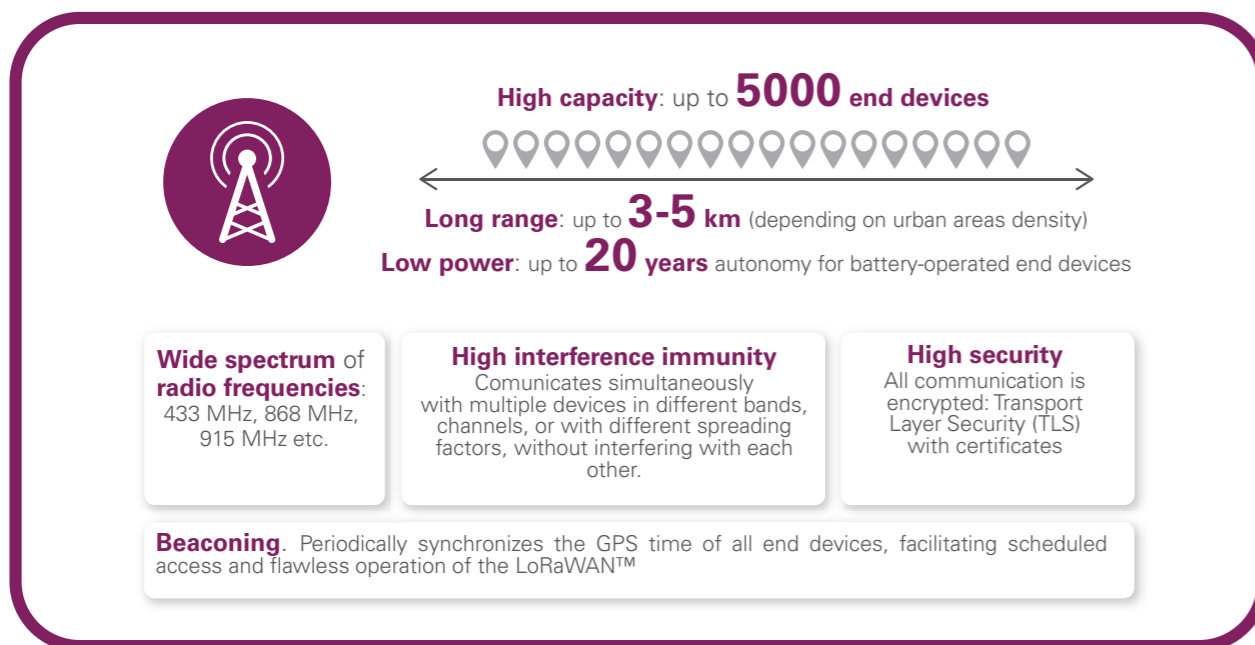 High capacity: up to 5000 end devices
Long range: up to 3-5 km (depending on urban areas density)
Low power: up to 20 years autonomy for battery-operated end devices
Wide spectrum of
radio frequencies:
433 MHz, 868 MHz,
915 MHz etc.
High interference immunity
Comunicates simultaneously
with multiple devices in different bands,
channels, or with different spreading
factors, without interfering with each
other.
High security
All communication is
encrypted: Transport
Layer Security (TLS)
with certificates
Beaconing. Periodically synchronizes the GPS time of all end devices, facilitating scheduled
access and flawless operation of the LoRaWAN™